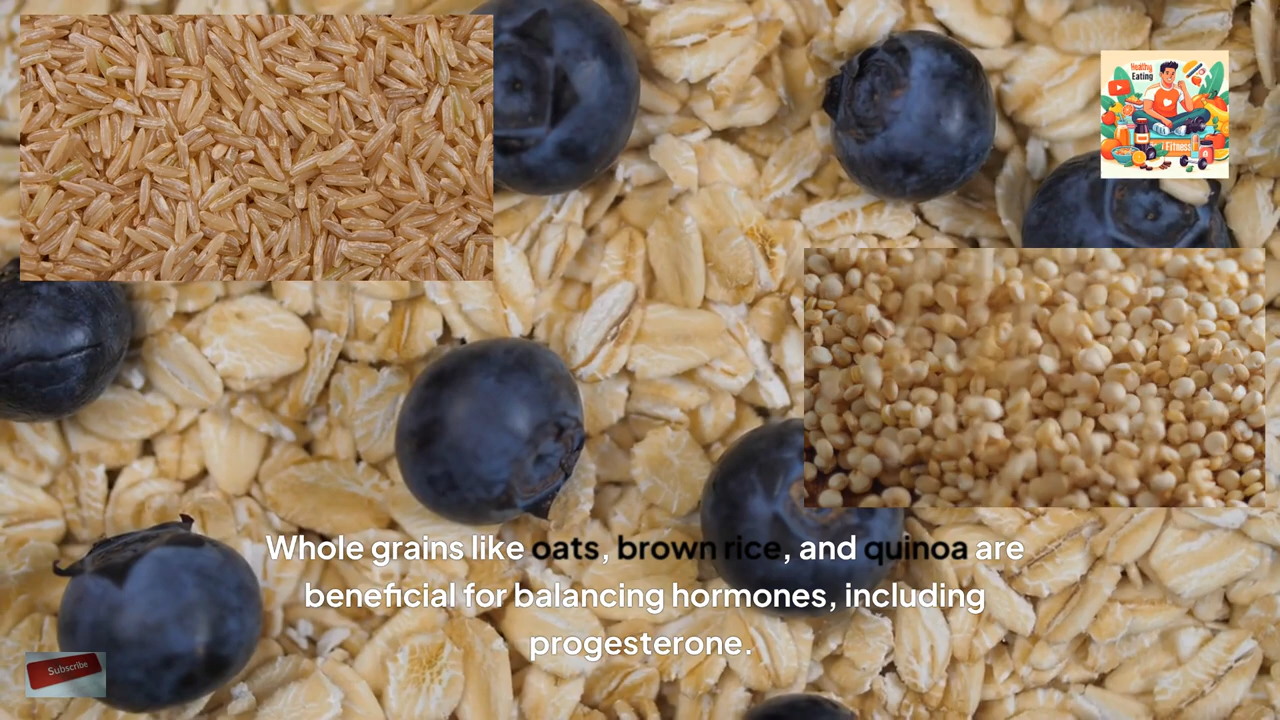 Healthy
Eating
Fitness
Whole grains like oats, brown rice, and quinoa are
beneficial for balancing hormones, including
progesterone.
Subscribe